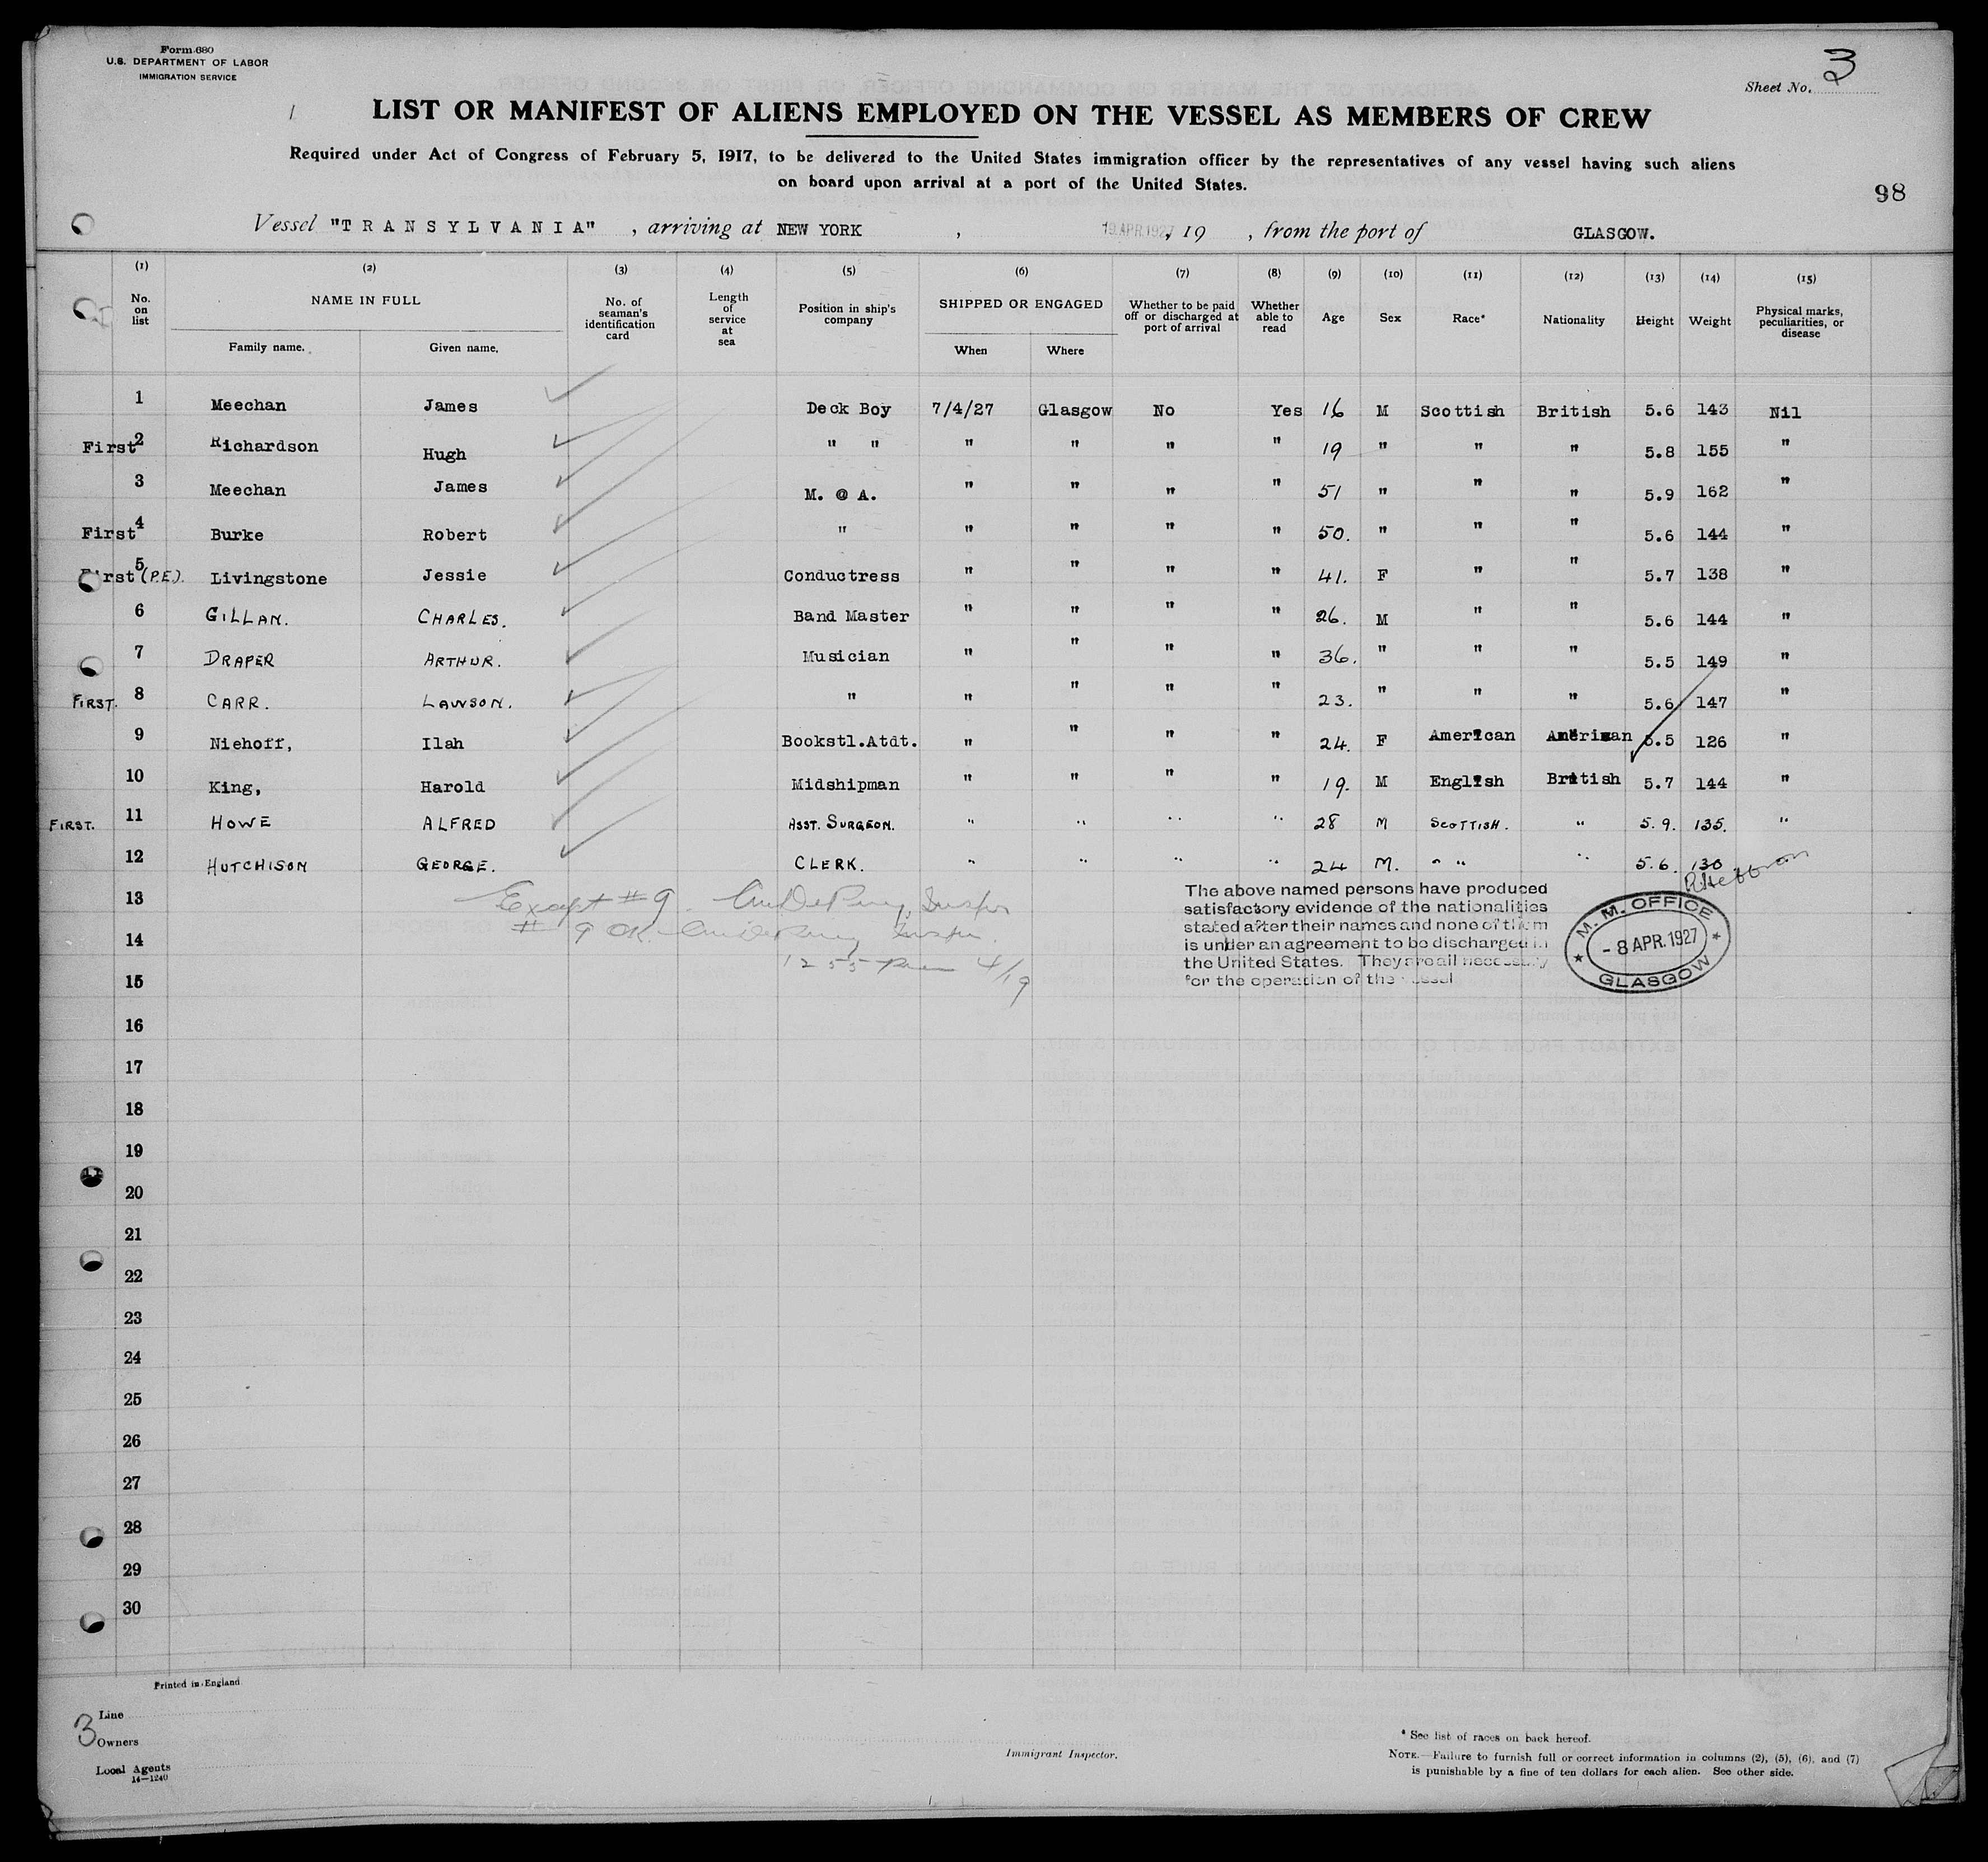 Form 680
U.S. DEPARTMENT OF LABOR
IMMIGRATION SERVICE
Sheet No. 3
LIST OR MANIFEST OF ALIENS EMPLOYED ON THE VESSEL AS MEMBERS OF CREW
Required under Act of Congress of February 5, 1917, to be delivered to the United States immigration officer by the representatives of any vessel having such aliens
on board upon arrival at a port of the United States.
98
Vessel "TRANSYLVANIA" , arriving at NEW YORK , 19 APR 1927, 19 , from the port of GLASGOW.
(1) (2) (3) (4) (5) (6) (7) (8) (9) (10) (11) (12) (13) (14) (15)
No. on list NAME IN FULL Family name. Given name. No. of seaman's identification card Length of service at sea Position in ship's company SHIPPED OR ENGAGED When Where Whether to be paid off or discharged at port of arrival Whether able to read Age Sex Race* Nationality Height Weight Physical marks, peculiarities, or disease
1 Meechan James Deck Boy 7/4/27 Glasgow No Yes 16 M Scottish British 5.6 143 Nil
First 2 Richardson Hugh " " " " " " 19 " " " 5.8 155 "
3 Meechan James M. @ A. " " " " 51 " " " 5.9 162 "
First 4 Burke Robert " " " " " 50. " " " 5.6 144 "
First (P.E.). 5 Livingstone Jessie Conductress " " " " 41. F " " 5.7 138 "
6 GILLAN. CHARLES. Band Master " " " " 26. M " " 5.6 144 "
7 DRAPER ARTHUR. Musician " " " " 36. " " " 5.5 149 "
FIRST. 8 CARR. LAWSON. " " " " " 23. " " " 5.6 147 "
9 Niehoff, Ilah Bookstl.Atdt. " " " " 24. F American American 5.5 126 "
10 King, Harold Midshipman " " " " 19. M English British 5.7 144 "
FIRST. 11 HOWE ALFRED ASST. SURGEON. " " " " 28 M SCOTTISH. " 5.9. 135. "
12 HUTCHISON GEORGE. CLERK. " " " " 24 M. " " " 5.6. 130
13 Except #9.
14 # 9 OK.
15 12 55 4/19
The above named persons have produced
satisfactory evidence of the nationalities
stated after their names and none of them
is under an agreement to be discharged in
the United States. They are all necessary
for the operation of the vessel
M. M. OFFICE
- 8 APR. 1927
GLASGOW
16
17
18
19
20
21
22
23
24
25
26
27
28
29
30
Printed in England
3
Line
Owners
Local Agents
14—1240
Immigrant Inspector.
* See list of races on back hereof.
NOTE.—Failure to furnish full or correct information in columns (2), (5), (6), and (7)
is punishable by a fine of ten dollars for each alien. See other side.